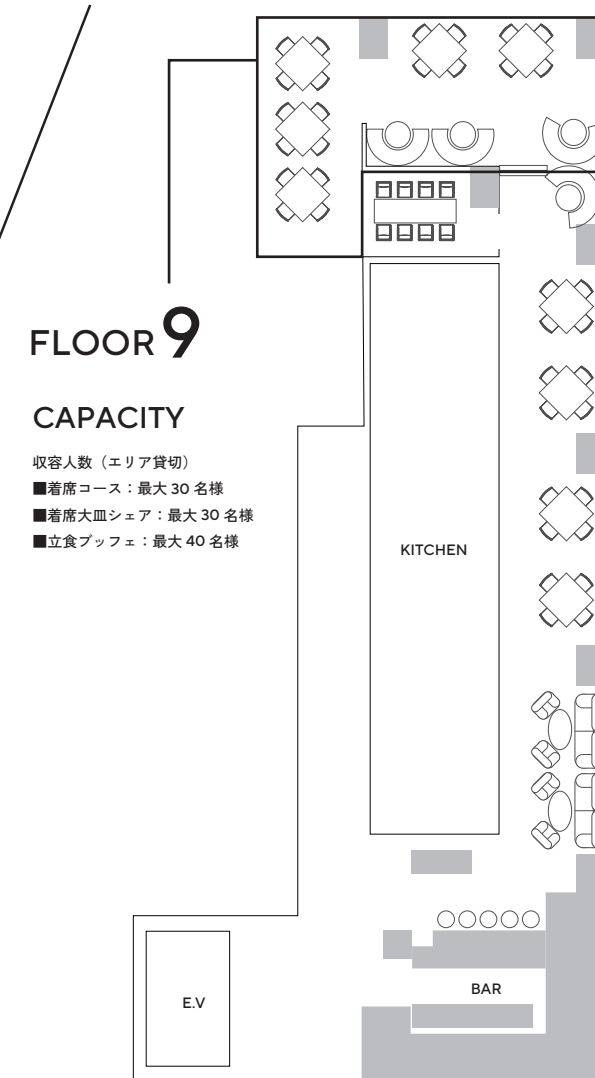 FLOOR 9
CAPACITY
収容人数（エリア貸切）
■着席コース：最大 30 名様
■着席大皿シェア：最大 30 名様
■立食ブッフェ：最大 40 名様
KITCHEN
BAR
E.V